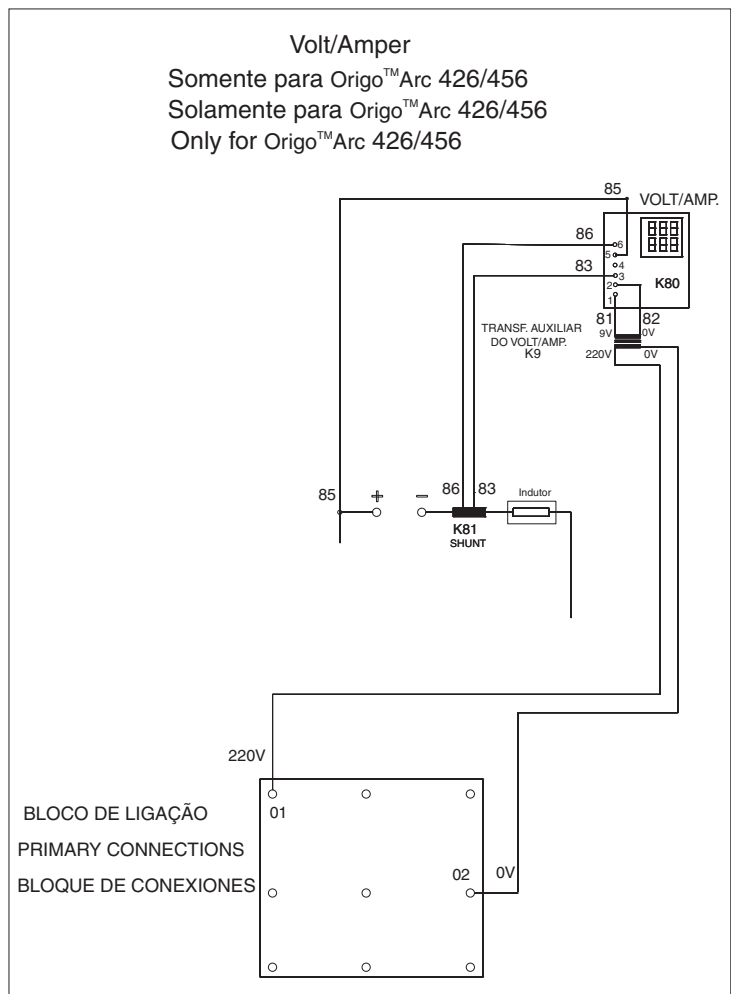 Volt/Amper
Somente para Origo™Arc 426/456
Solamente para Origo™Arc 426/456
Only for Origo™Arc 426/456
85
VOLT/AMP.
86
6
5
4
83
3
K80
2
1
81 82
9V 0V
TRANSF. AUXILIAR
DO VOLT/AMP.
K9
220V 0V
85 + − 86 83 Indutor
K81
SHUNT
220V
01
BLOCO DE LIGAÇÃO
PRIMARY CONNECTIONS
02 0V
BLOQUE DE CONEXIONES